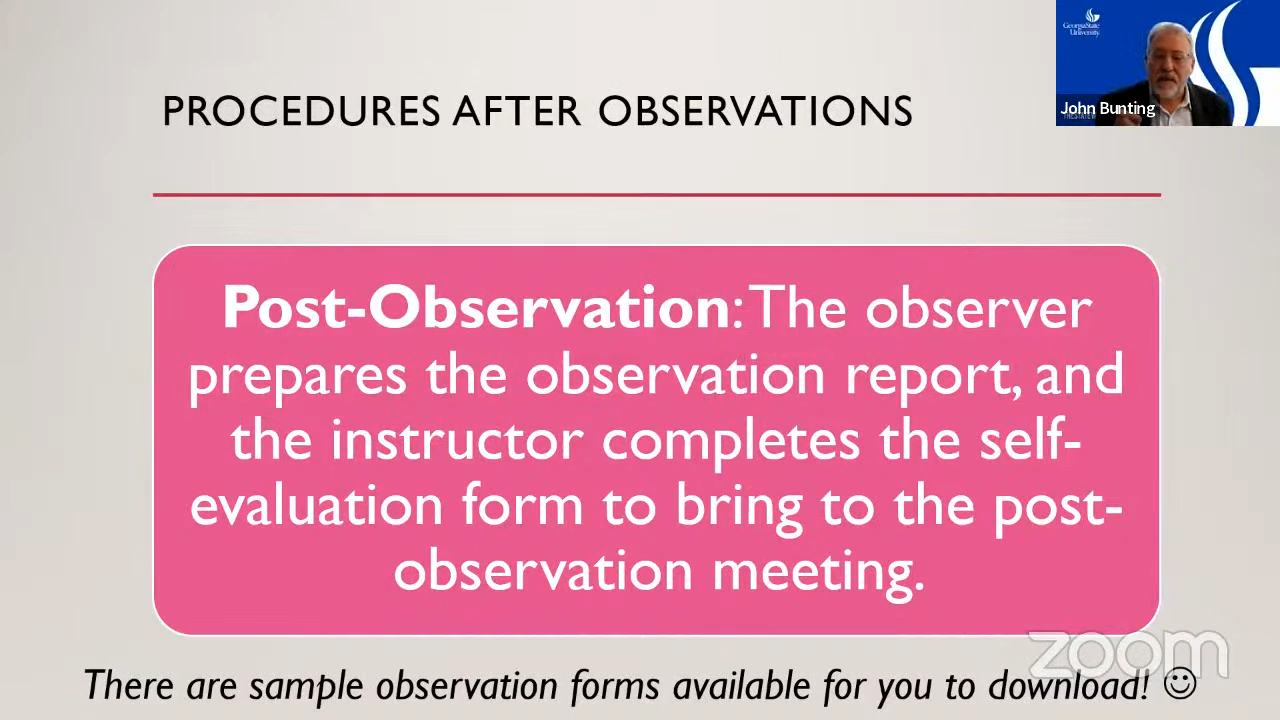 GeorgiaState
University
John Bunting
PROCEDURES AFTER OBSERVATIONS
Post-Observation: The observer
prepares the observation report, and
the instructor completes the self-
evaluation form to bring to the post-
observation meeting.
zoom
There are sample observation forms available for you to download! ☺